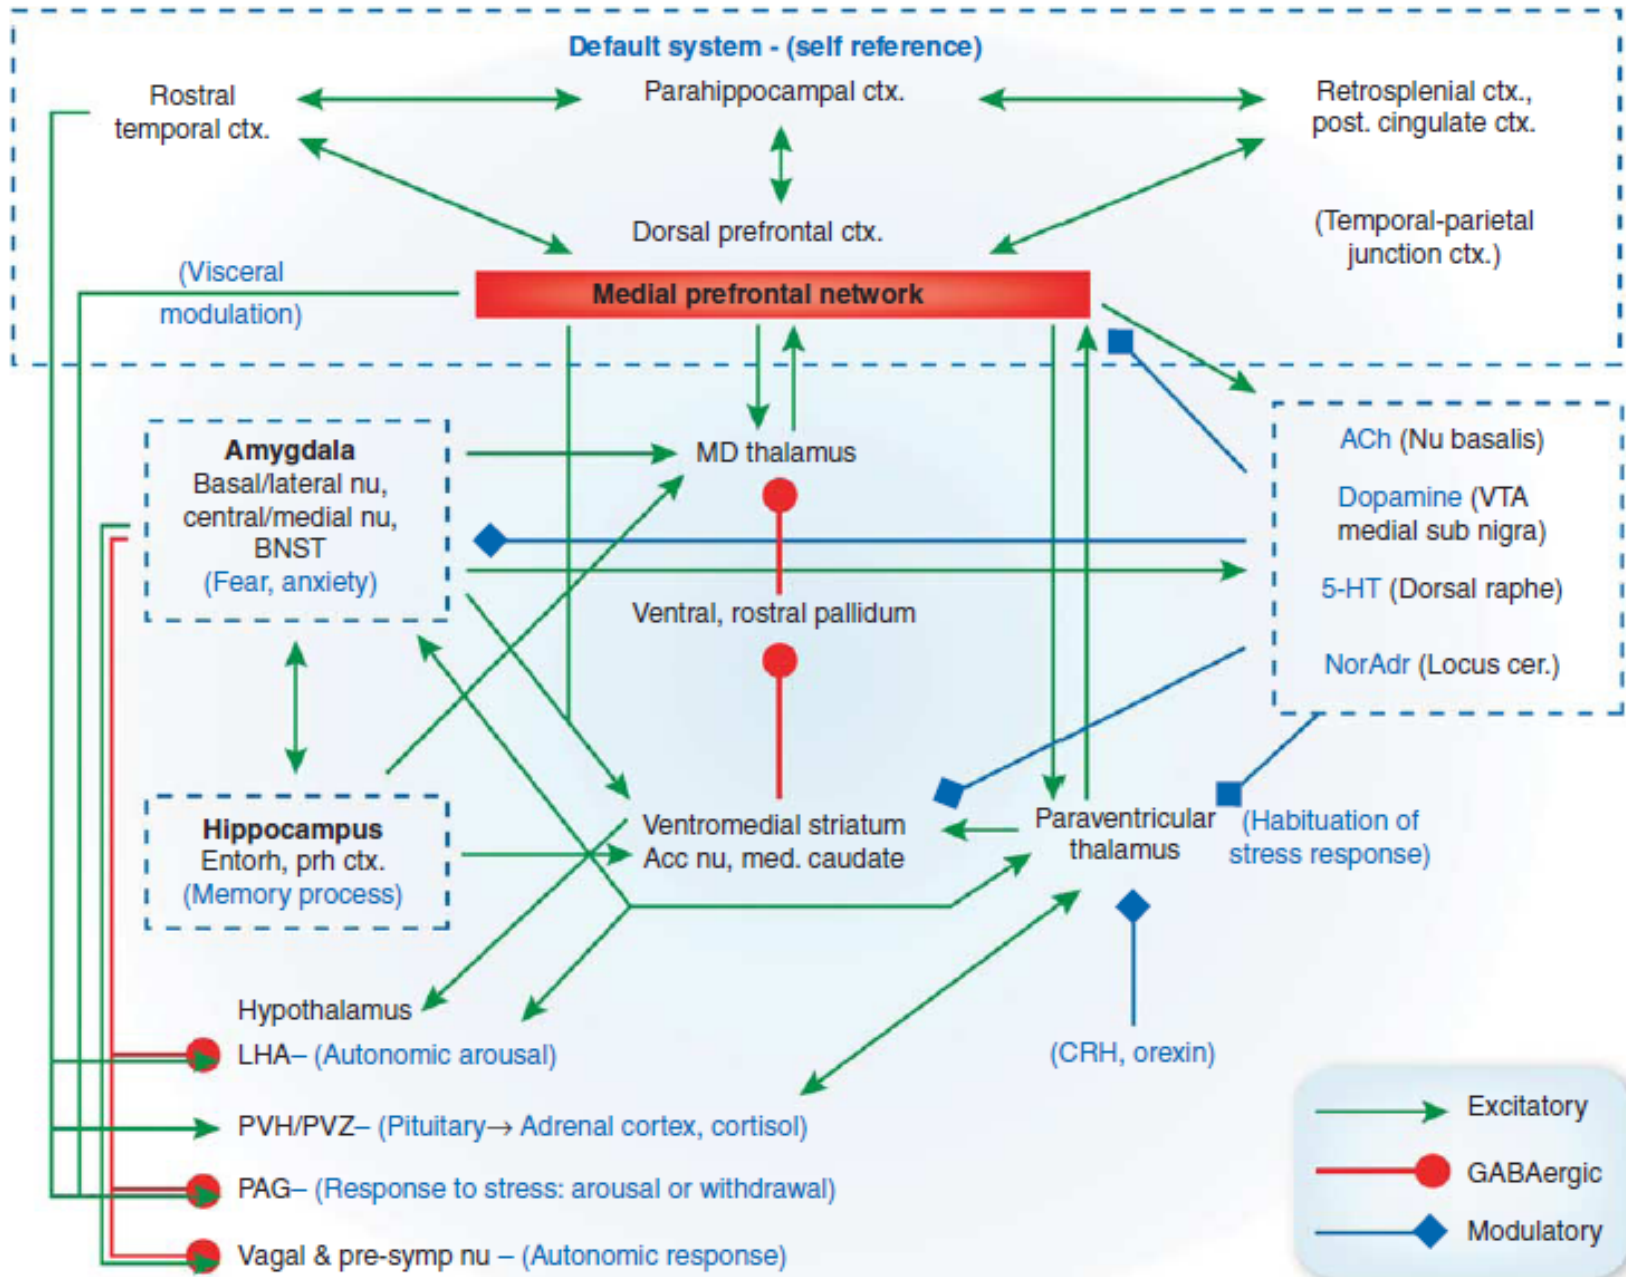 Default system - (self reference)
Rostral
temporal ctx.
Parahippocampal ctx.
Retrosplenial ctx.,
post. cingulate ctx.
Dorsal prefrontal ctx.
(Temporal-parietal
junction ctx.)
(Visceral
modulation)
Medial prefrontal network
Amygdala
Basal/lateral nu,
central/medial nu,
BNST
(Fear, anxiety)
MD thalamus
ACh (Nu basalis)
Dopamine (VTA
medial sub nigra)
5-HT (Dorsal raphe)
NorAdr (Locus cer.)
Ventral, rostral pallidum
Hippocampus
Entorh, prh ctx.
(Memory process)
Ventromedial striatum
Acc nu, med. caudate
Paraventricular
thalamus
(Habituation of
stress response)
Hypothalamus
LHA– (Autonomic arousal)
(CRH, orexin)
PVH/PVZ– (Pituitary→ Adrenal cortex, cortisol)
PAG– (Response to stress: arousal or withdrawal)
Vagal & pre-symp nu – (Autonomic response)
Excitatory
GABAergic
Modulatory